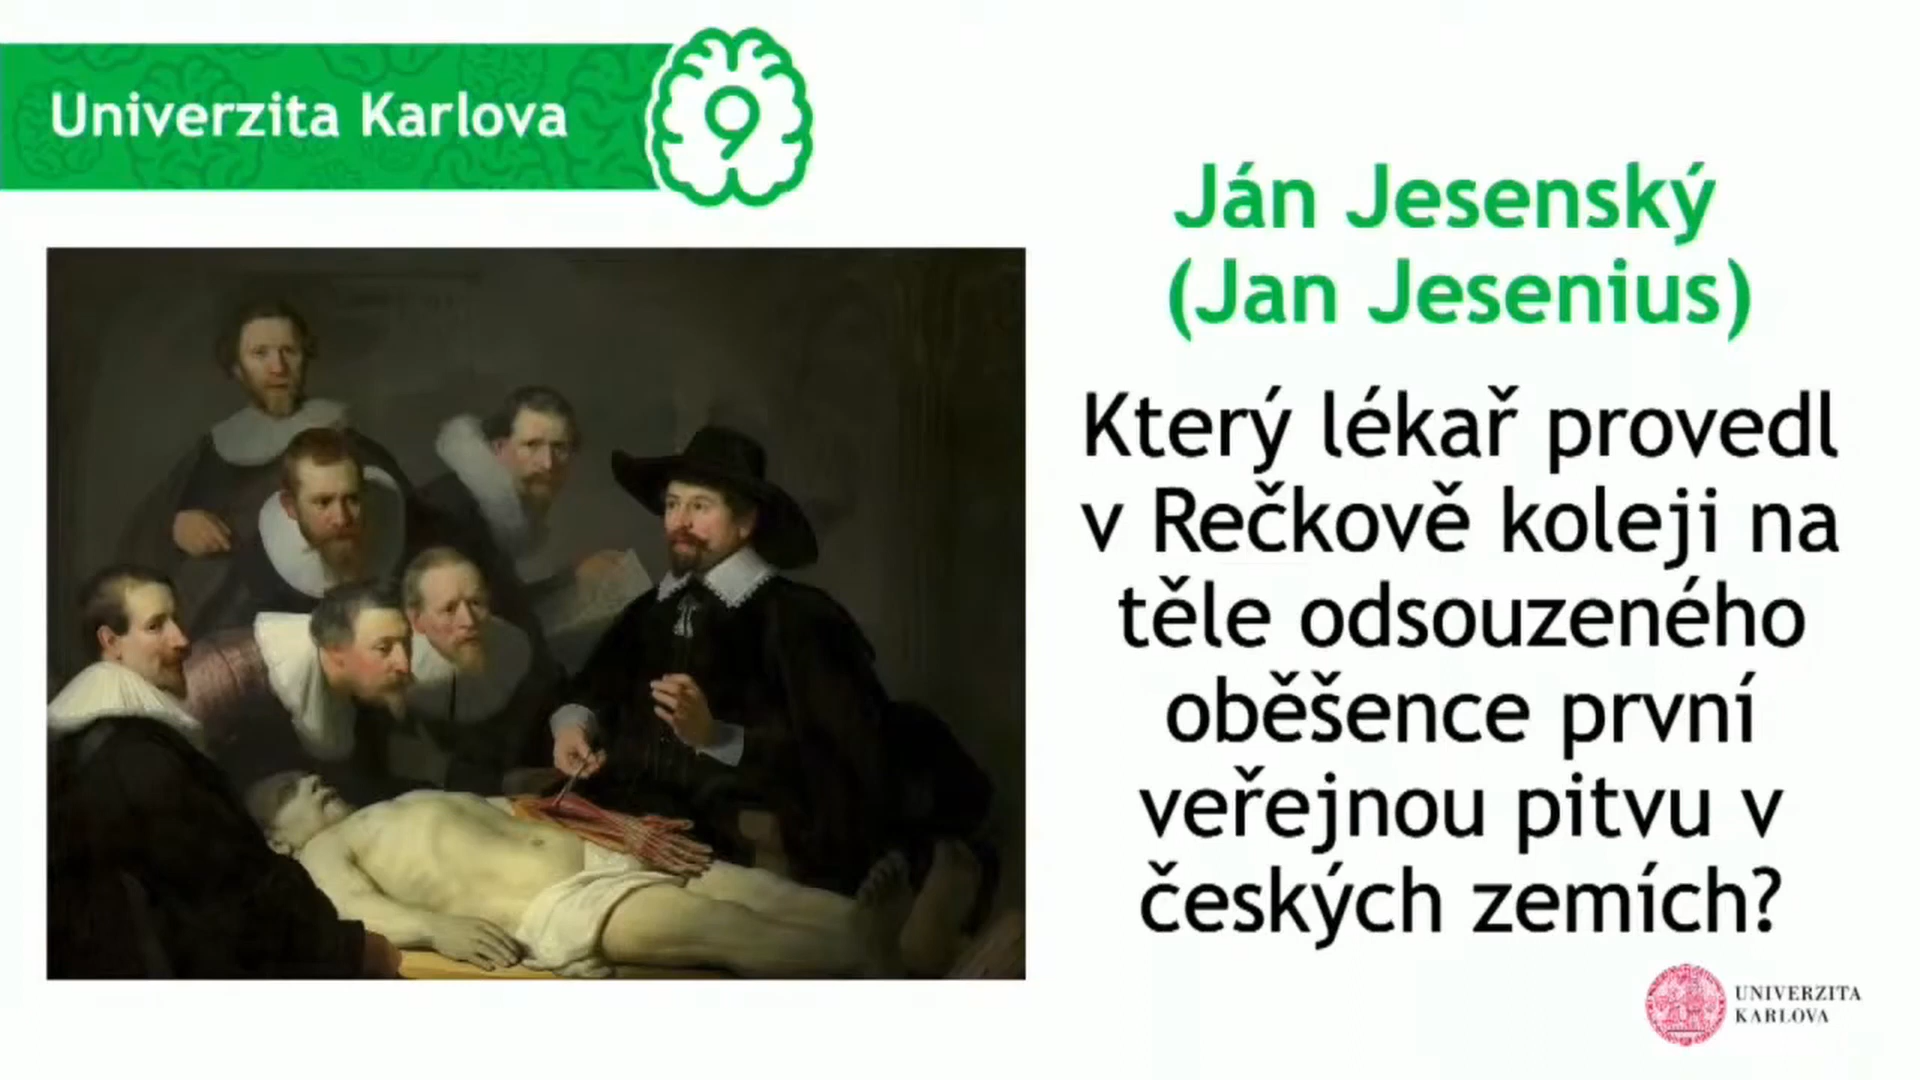 Univerzita Karlova
9
Ján Jesenský
(Jan Jesenius)
Který lékař provedl
v Rečkově koleji na
těle odsouzeného
oběšence první
veřejnou pitvu v
českých zemích?
UNIVERZITA
KARLOVA